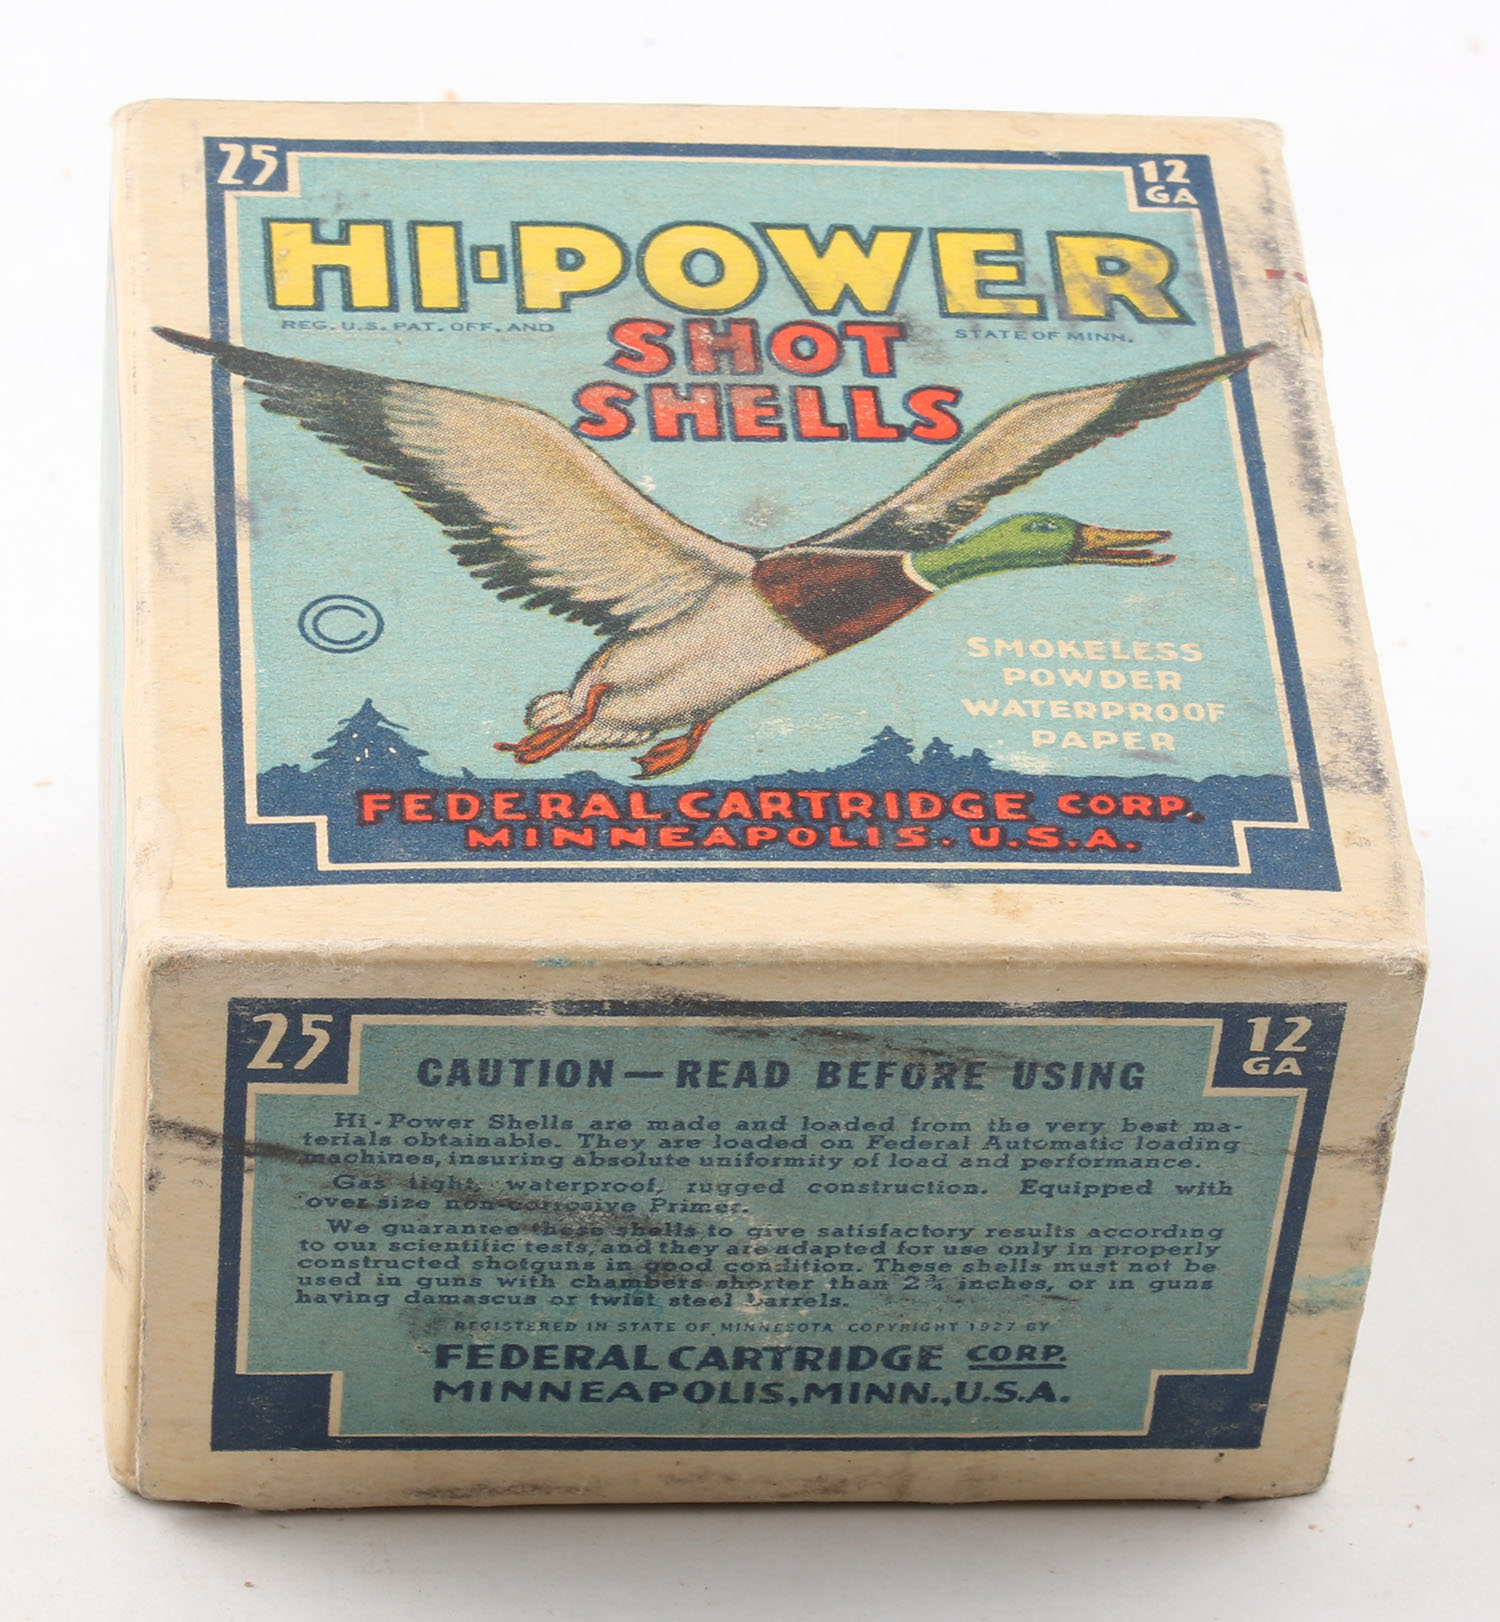 25
12
GA
HI-POWER
REG. U.S. PAT. OFF. AND
STATE OF MINN.
SHOT
SHELLS
©
SMOKELESS
POWDER
WATERPROOF
PAPER
FEDERAL CARTRIDGE CORP.
MINNEAPOLIS. U.S.A.
25
12
GA
CAUTION — READ BEFORE USING
Hi-Power Shells are made and loaded from the very best ma-
terials obtainable. They are loaded on Federal Automatic loading
machines, insuring absolute uniformity of load and performance.
Gas tight, waterproof, rugged construction. Equipped with
over size non-corrosive Primer.
We guarantee these shells to give satisfactory results according
to our scientific tests, and they are adapted for use only in properly
constructed shotguns in good condition. These shells must not be
used in guns with chambers shorter than 2¾ inches, or in guns
having damascus or twist steel barrels.
REGISTERED IN STATE OF MINNESOTA COPYRIGHT 1927 BY
FEDERAL CARTRIDGE CORP.
MINNEAPOLIS, MINN., U.S.A.